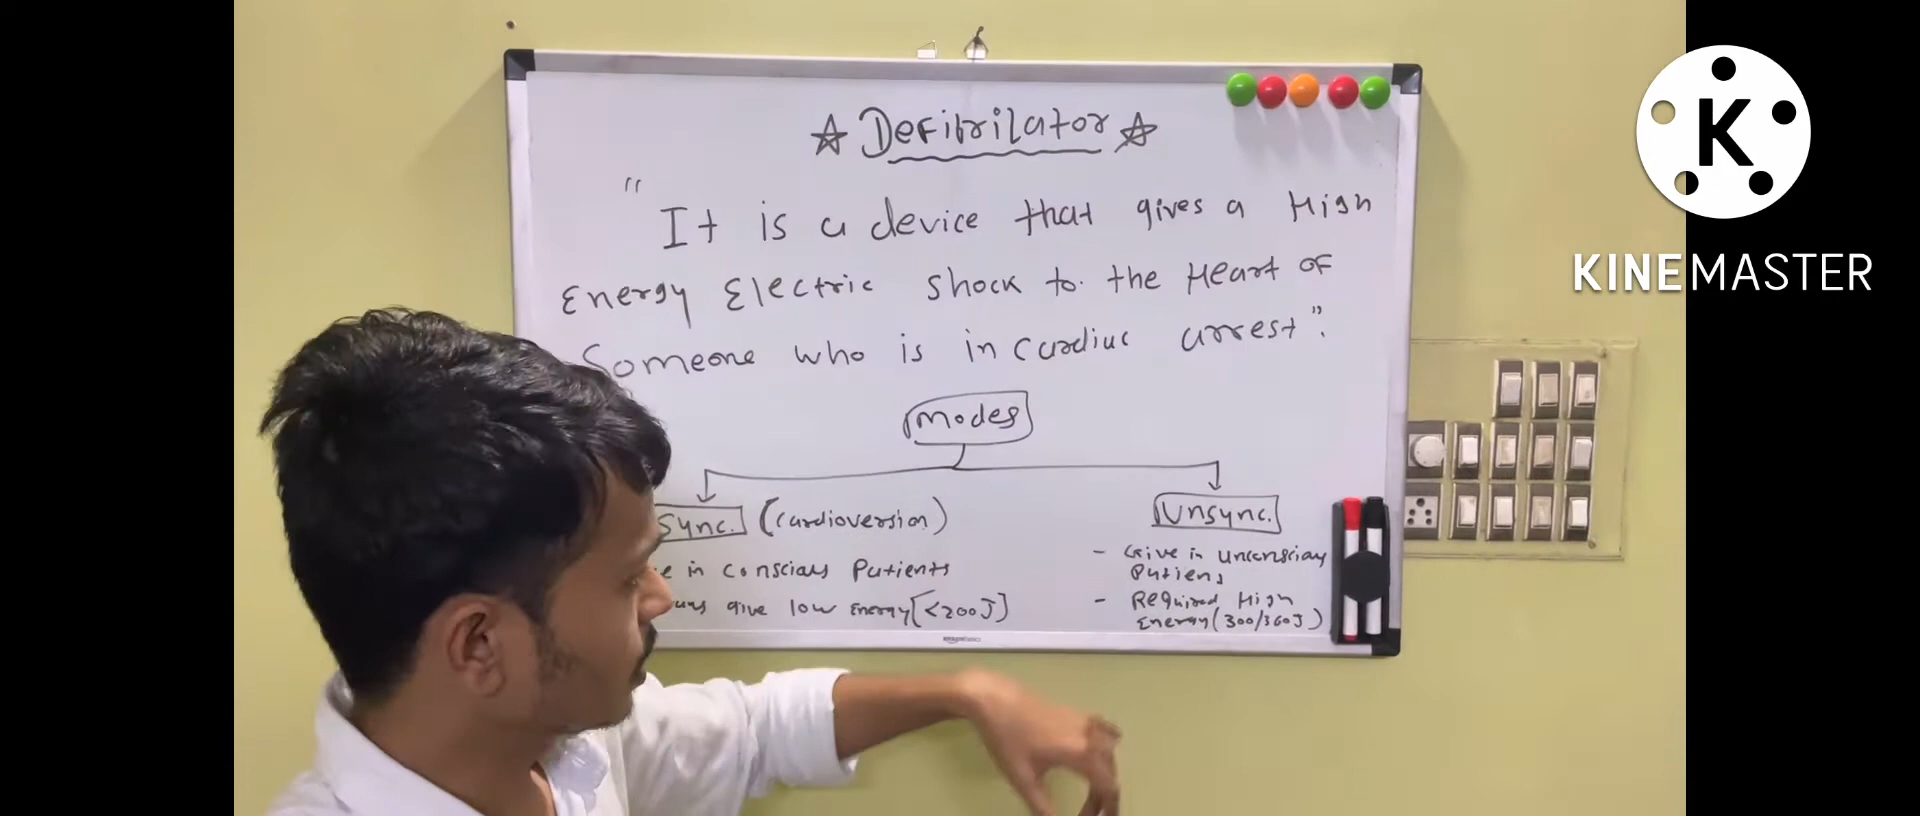 ☆ Defibrilator ☆
" It is a device that gives a High
Energy Electric shock to the Heart of
Someone who is in cardiac arrest".
Modes
Sync. (cardioversion)
in conscious Patients
give low Energy [<200J]
Unsync.
- Give in unconscious
Patiens
- Required High
Energy (300/360J)
amazonbasics
K
KINEMASTER